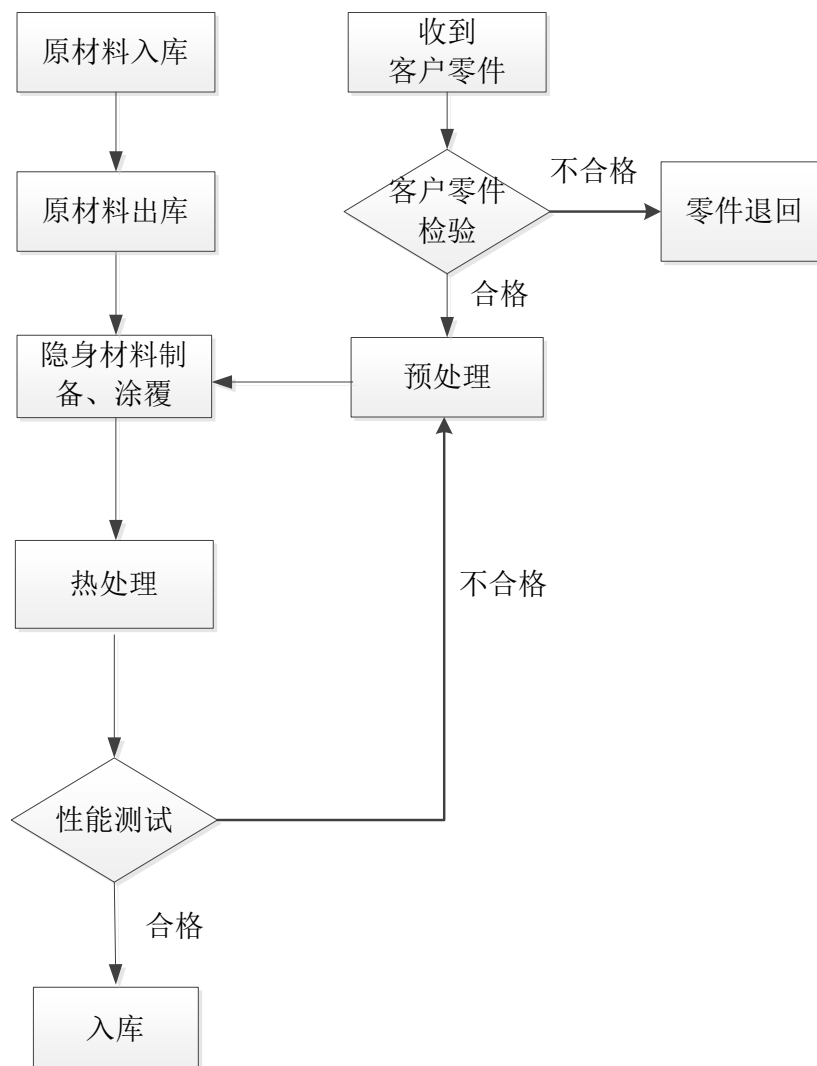 原材料入库
收到
客户零件
原材料出库
客户零件
检验
不合格
零件退回
合格
隐身材料制
备、涂覆
预处理
热处理
不合格
性能测试
合格
入库